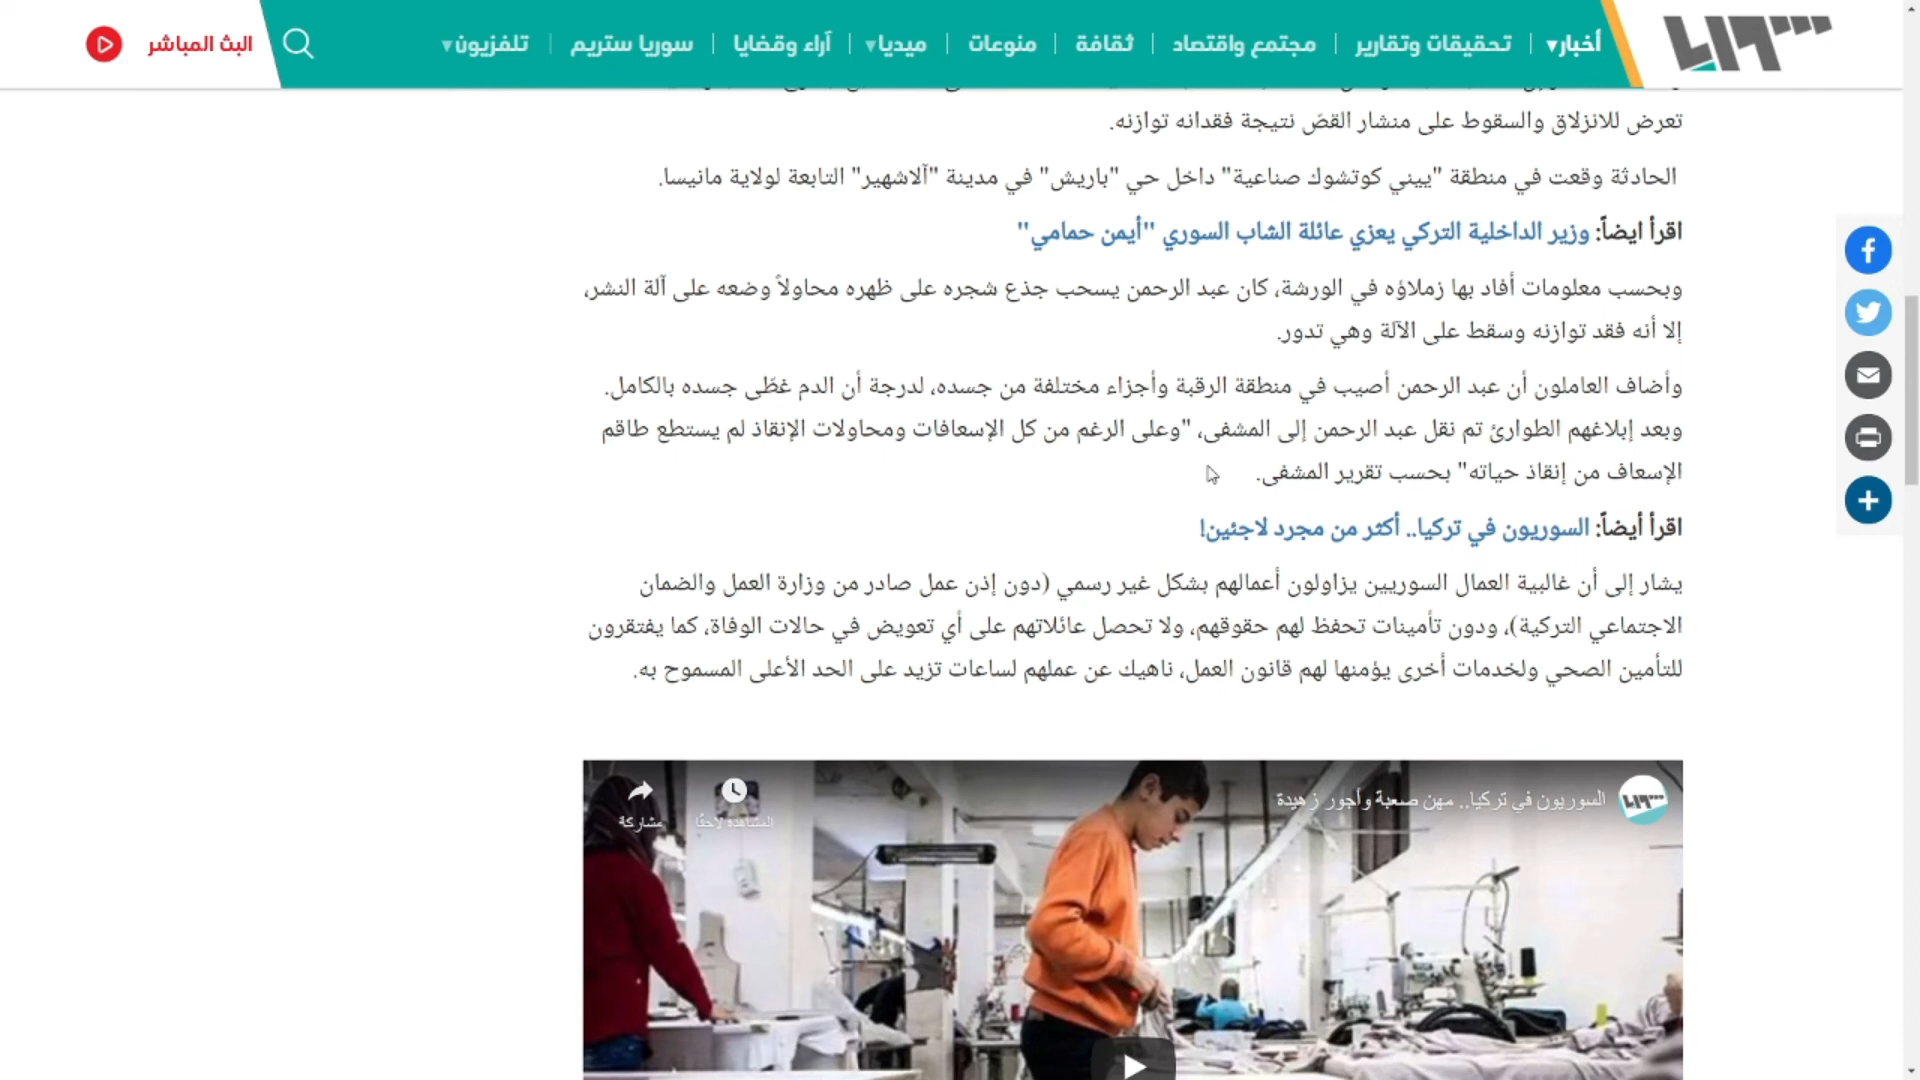 أخبار
تحقيقات وتقارير
مجتمع واقتصاد
ثقافة
منوعات
ميديا
آراء وقضايا
سوريا ستريم
تلفزيون
البث المباشر
تعرض للانزلاق والسقوط على منشار القصّ نتيجة فقدانه توازنه.
الحادثة وقعت في منطقة "ييني كوتشوك صناعية" داخل حي "باريش" في مدينة "آلاشهير" التابعة لولاية مانيسا.
اقرأ ايضاً: وزير الداخلية التركي يعزي عائلة الشاب السوري "أيمن حمامي"
وبحسب معلومات أفاد بها زملاؤه في الورشة، كان عبد الرحمن يسحب جذع شجره على ظهره محاولاً وضعه على آلة النشر،
إلا أنه فقد توازنه وسقط على الآلة وهي تدور.
وأضاف العاملون أن عبد الرحمن أصيب في منطقة الرقبة وأجزاء مختلفة من جسده، لدرجة أن الدم غطّى جسده بالكامل.
وبعد إبلاغهم الطوارئ تم نقل عبد الرحمن إلى المشفى، "وعلى الرغم من كل الإسعافات ومحاولات الإنقاذ لم يستطع طاقم
الإسعاف من إنقاذ حياته" بحسب تقرير المشفى.
اقرأ أيضاً: السوريون في تركيا.. أكثر من مجرد لاجئين!
يشار إلى أن غالبية العمال السوريين يزاولون أعمالهم بشكل غير رسمي (دون إذن عمل صادر من وزارة العمل والضمان
الاجتماعي التركية)، ودون تأمينات تحفظ لهم حقوقهم، ولا تحصل عائلاتهم على أي تعويض في حالات الوفاة، كما يفتقرون
للتأمين الصحي ولخدمات أخرى يؤمنها لهم قانون العمل، ناهيك عن عملهم لساعات تزيد على الحد الأعلى المسموح به.
السوريون في تركيا.. مهن صعبة وأجور زهيدة
المشاهدة لاحقًا
مشاركة